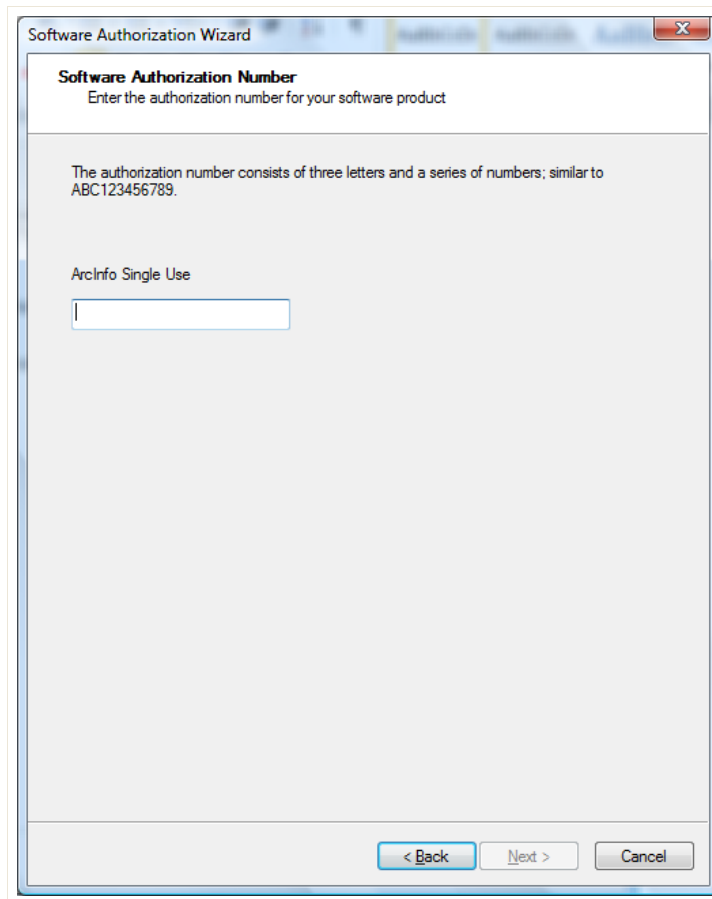 Software Authorization Wizard
Software Authorization Number
Enter the authorization number for your software product
The authorization number consists of three letters and a series of numbers; similar to
ABC123456789.
ArcInfo Single Use
< Back
Next >
Cancel